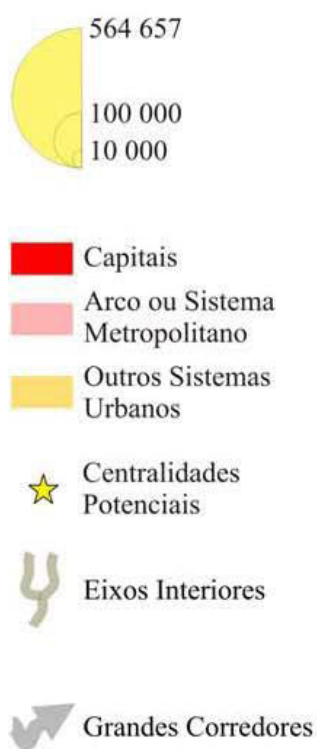 564 657
100 000
10 000
Capitais
Arco ou Sistema
Metropolitano
Outros Sistemas
Urbanos
Centralidades
Potenciais
Eixos Interiores
Grandes Corredores